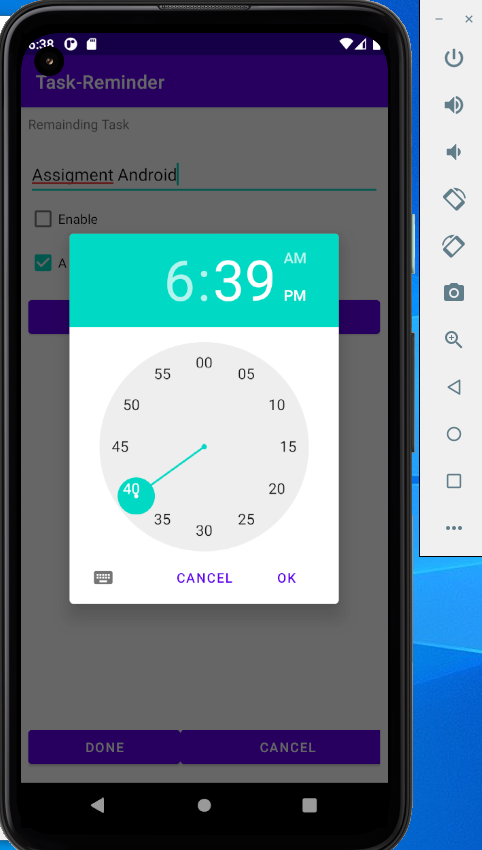 6:38
Task-Reminder
Remainding Task
Assigment Android
Enable
A
6:39
AM
PM
00
05
10
15
20
25
30
35
40
45
50
55
CANCEL
OK
DONE
CANCEL